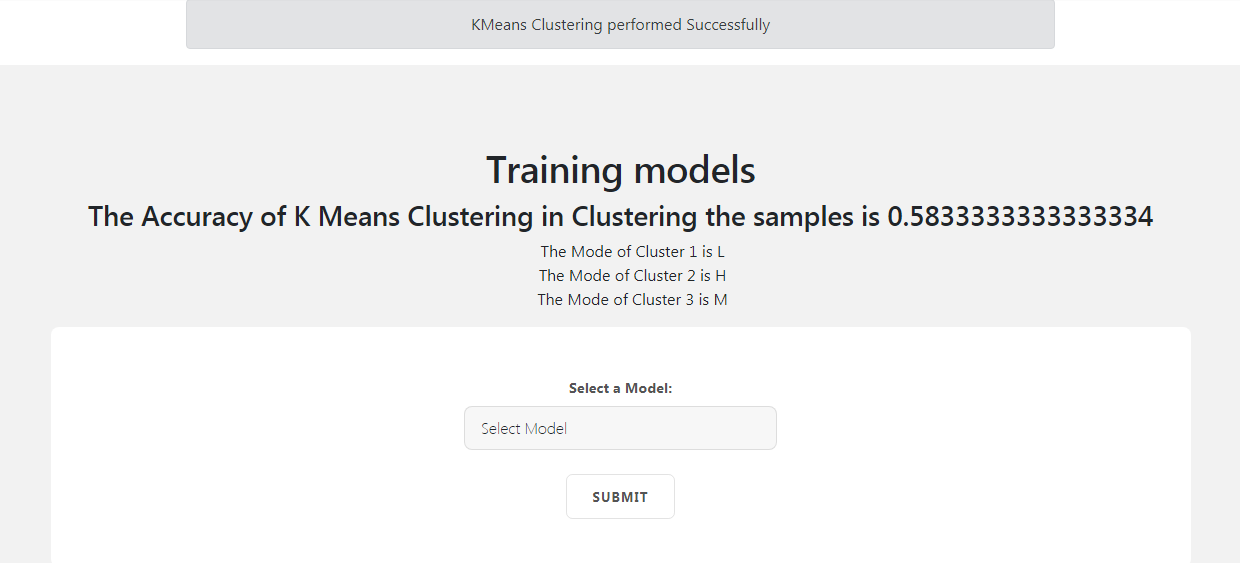 KMeans Clustering performed Successfully
Training models
The Accuracy of K Means Clustering in Clustering the samples is 0.5833333333333334
The Mode of Cluster 1 is L
The Mode of Cluster 2 is H
The Mode of Cluster 3 is M
Select a Model:
Select Model
SUBMIT